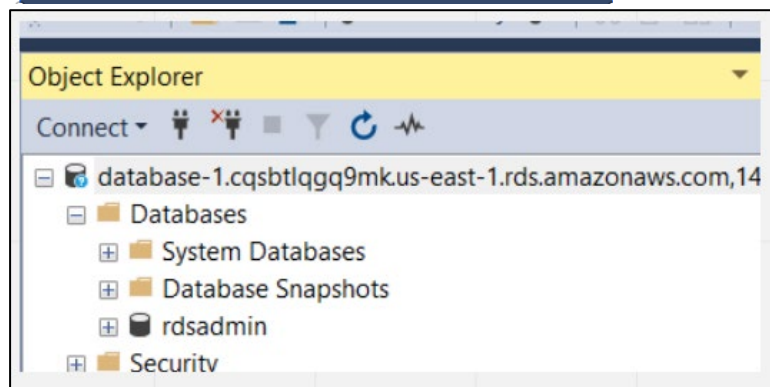 Object Explorer
Connect
database-1.cqsbtlqgq9mk.us-east-1.rds.amazonaws.com,14
Databases
System Databases
Database Snapshots
rdsadmin
Security